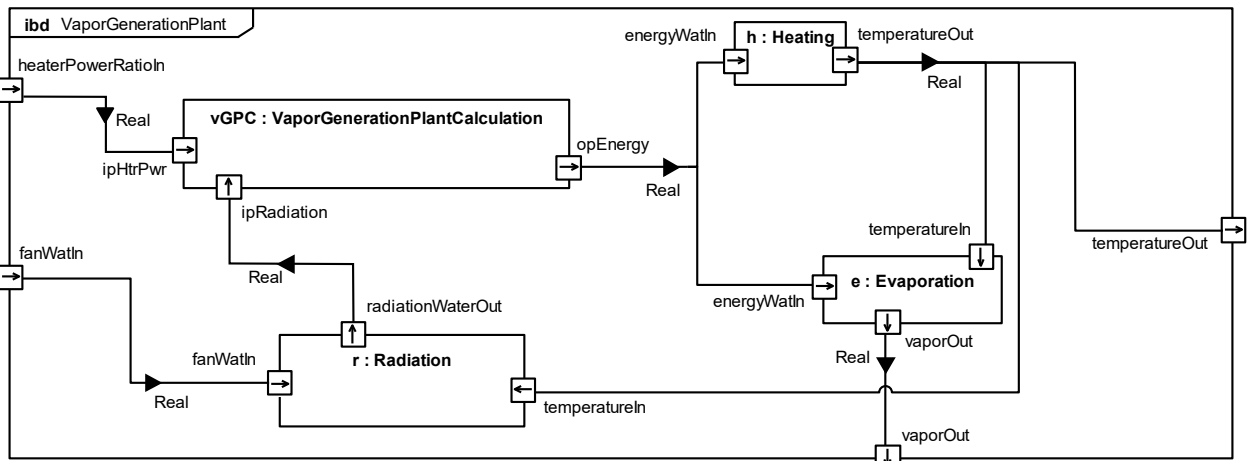 ibd VaporGenerationPlant
heaterPowerRatioIn
Real
ipHtrPwr
vGPC : VaporGenerationPlantCalculation
opEnergy
Real
ipRadiation
energyWatIn
h : Heating
temperatureOut
Real
fanWatIn
Real
radiationWaterOut
fanWatIn
r : Radiation
Real
temperatureIn
temperatureIn
energyWatIn
e : Evaporation
vaporOut
Real
temperatureOut
vaporOut